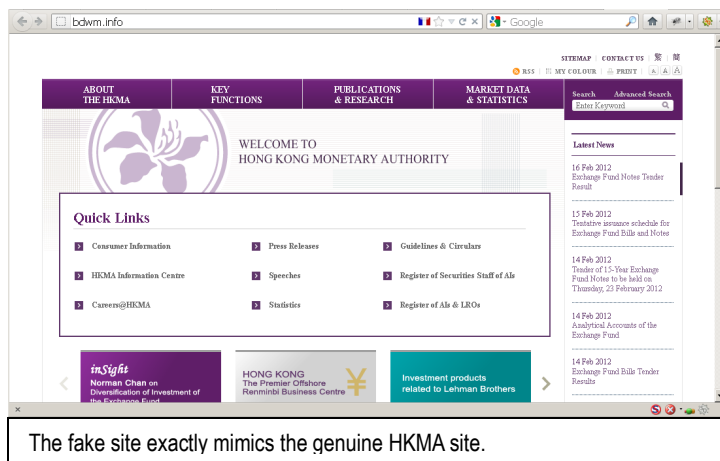 bdwm.info
Google
SITEMAP | CONTACT US | 繁 | 簡
RSS | MY COLOUR | PRINT | A A A
ABOUT THE HKMA
KEY FUNCTIONS
PUBLICATIONS & RESEARCH
MARKET DATA & STATISTICS
Search Advanced Search
Enter Keyword
WELCOME TO
HONG KONG MONETARY AUTHORITY
Quick Links
Consumer Information
Press Releases
Guidelines & Circulars
HKMA Information Centre
Speeches
Register of Securities Staff of AIs
Careers@HKMA
Statistics
Register of AIs & LROs
Latest News
16 Feb 2012
Exchange Fund Notes Tender
Result
15 Feb 2012
Tentative issuance schedule for
Exchange Fund Bills and Notes
14 Feb 2012
Tender of 15-Year Exchange
Fund Notes to be held on
Thursday, 23 February 2012
14 Feb 2012
Analytical Accounts of the
Exchange Fund
14 Feb 2012
Exchange Fund Bills Tender
Results
inSight
Norman Chan on
Diversification of Investment of
the Exchange Fund
HONG KONG
The Premier Offshore
Renminbi Business Centre
¥
Investment products
related to Lehman Brothers
The fake site exactly mimics the genuine HKMA site.